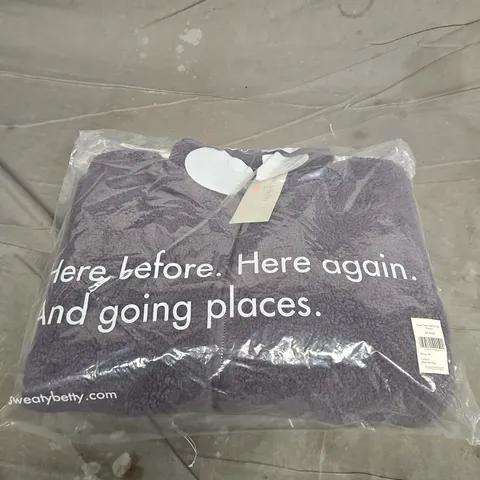 Here before. Here again.
And going places.
sweatybetty.com